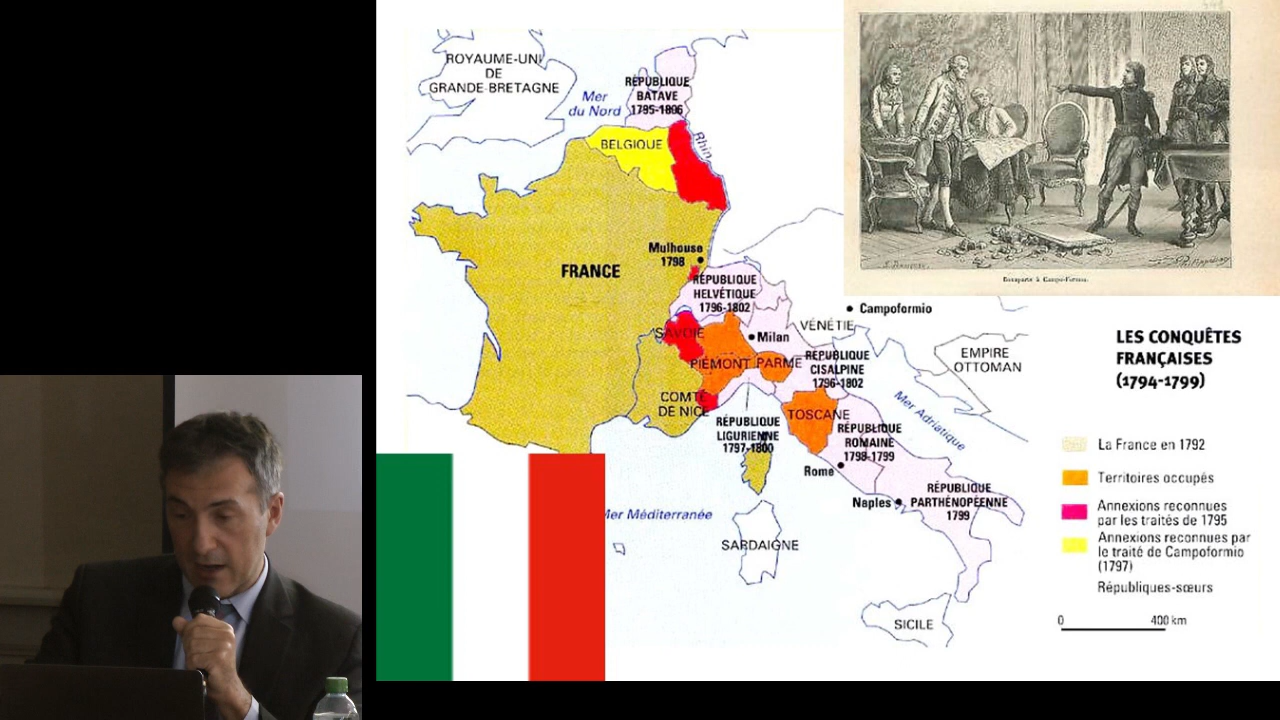 ROYAUME-UNI
DE
GRANDE-BRETAGNE
Mer
du Nord
RÉPUBLIQUE
BATAVE
1795-1806
BELGIQUE
Rhin
Mulhouse
1798
FRANCE
RÉPUBLIQUE
HELVÉTIQUE
1796-1802
SAVOIE
Milan
VÉNÉTIE
Campoformio
PIÉMONT
PARME
RÉPUBLIQUE
CISALPINE
1796-1802
EMPIRE
OTTOMAN
COMTÉ
DE NICE
TOSCANE
Mer Adriatique
RÉPUBLIQUE
LIGURIENNE
1797-1800
RÉPUBLIQUE
ROMAINE
1798-1799
Rome
Naples
RÉPUBLIQUE
PARTHÉNOPÉENNE
1799
Mer Méditerranée
SARDAIGNE
SICILE
Bonaparte à Campo-Formio.
LES CONQUÊTES
FRANÇAISES
(1794-1799)
La France en 1792
Territoires occupés
Annexions reconnues
par les traités de 1795
Annexions reconnues par
le traité de Campoformio
(1797)
Républiques-sœurs
0 400 km